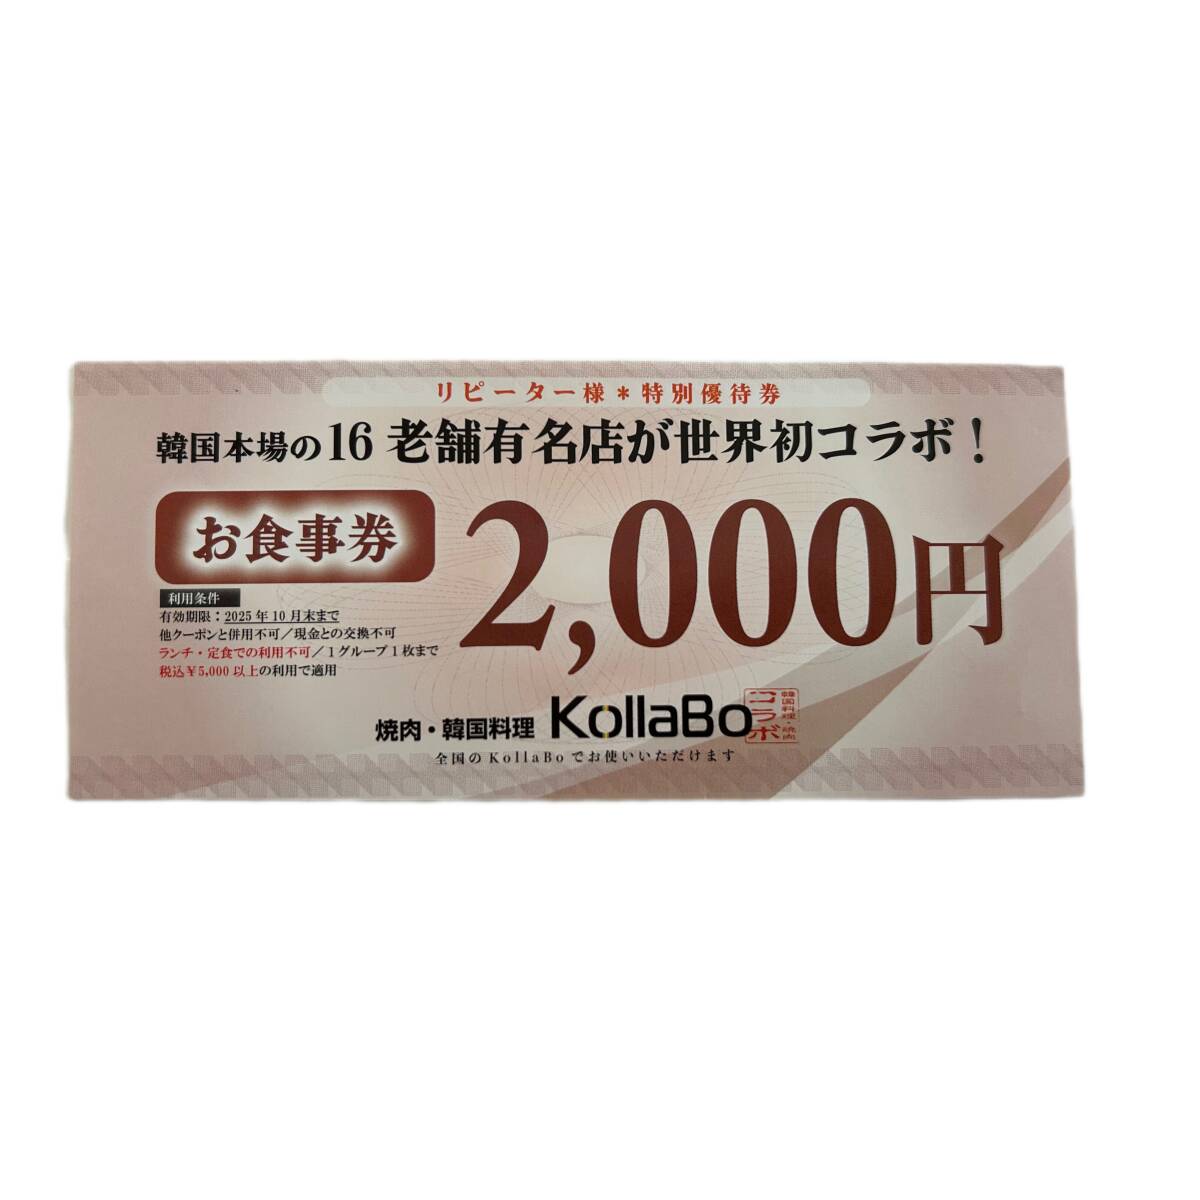 リピーター様＊特別優待券
韓国本場の16 老舗有名店が世界初コラボ！
お食事券
2,000円
利用条件
有効期限：2025年10月末まで
他クーポンと併用不可／現金との交換不可
ランチ・定食での利用不可／1グループ1枚まで
税込￥5,000以上の利用で適用
焼肉・韓国料理 KollaBo
韓国料理・焼肉
コラボ
全国のKollaBoでお使いいただけます